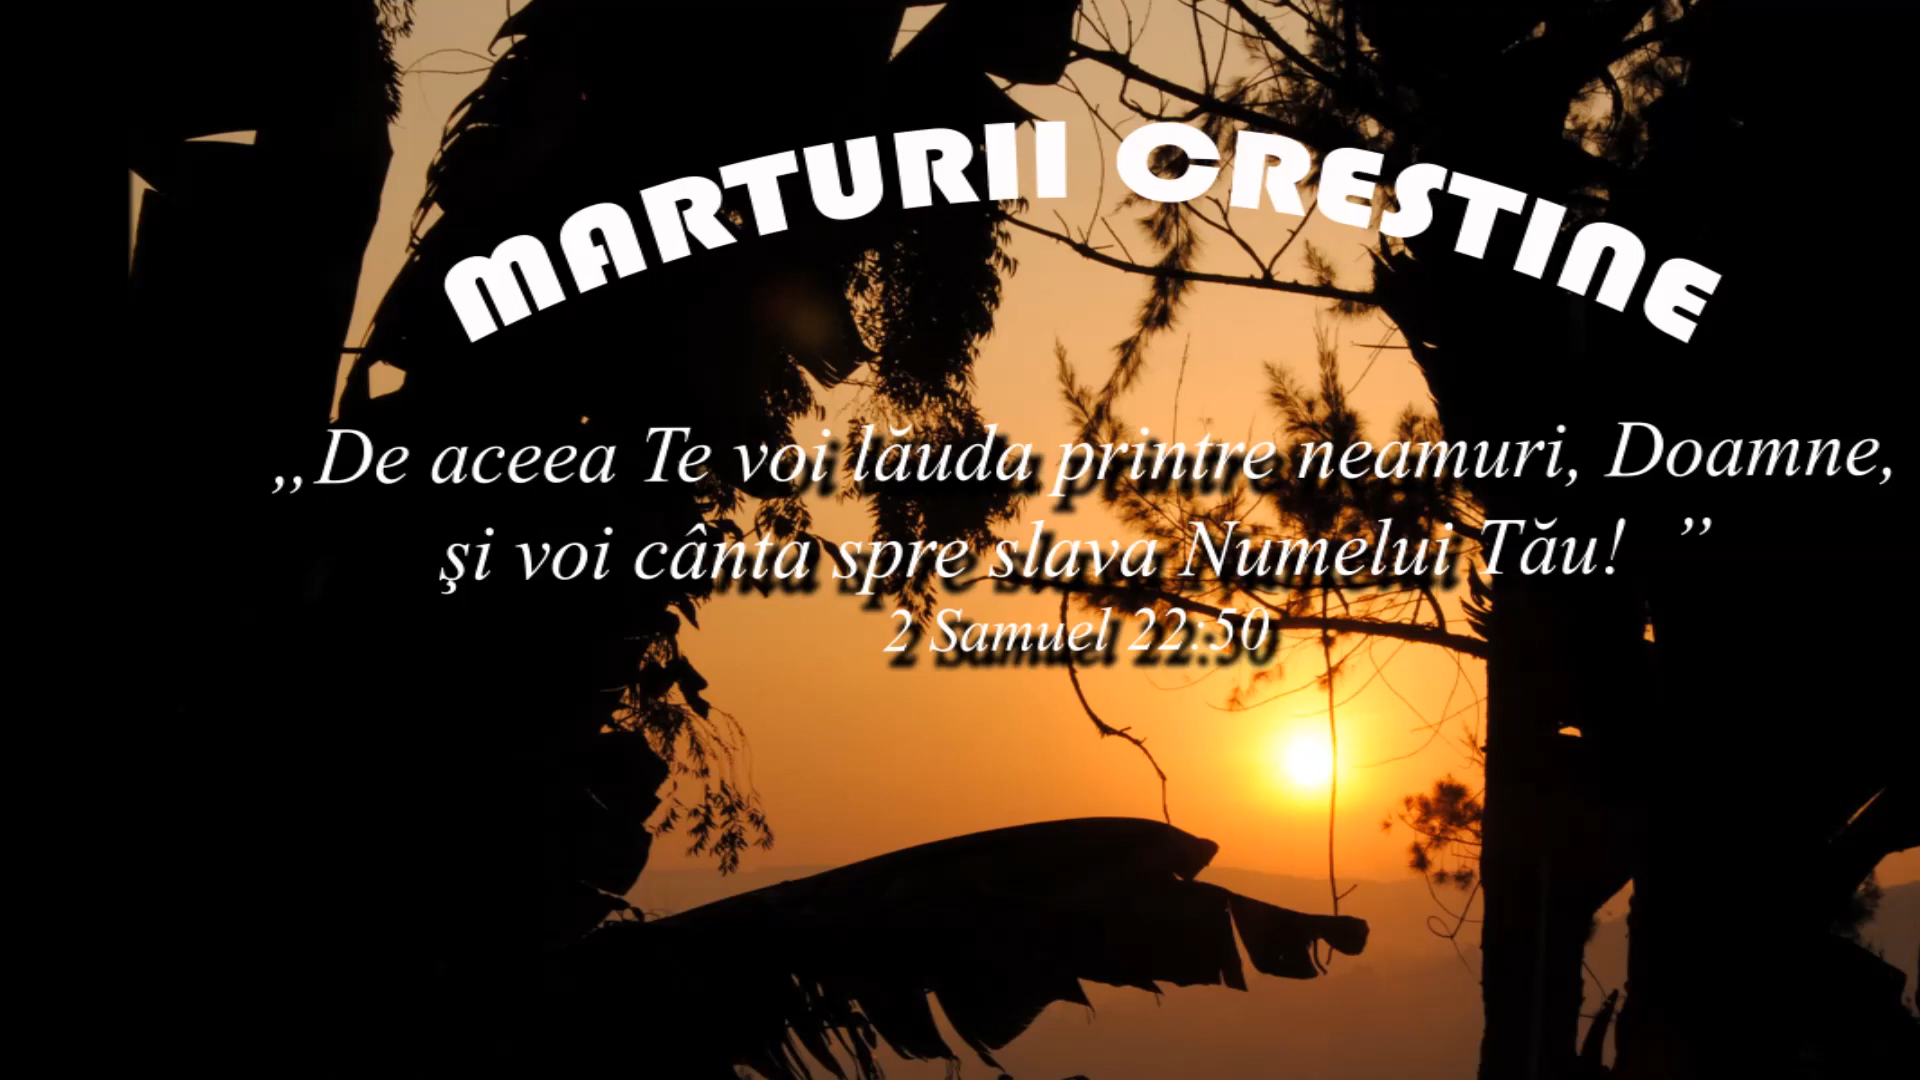 MARTURII CRESTINE
„De aceea Te voi lăuda printre neamuri, Doamne,
şi voi cânta spre slava Numelui Tău!  ”
2 Samuel 22:50